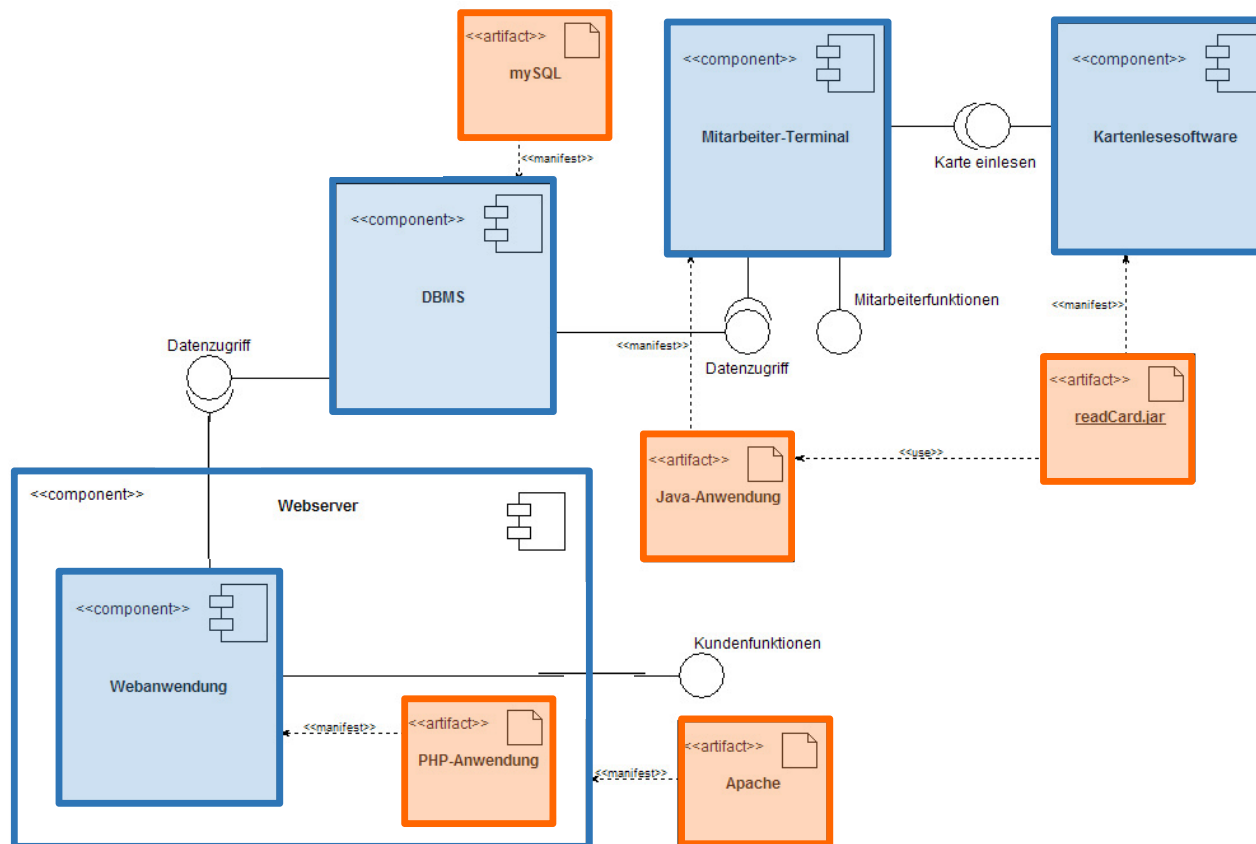 <<artifact>>
mySQL
<<manifest>>
<<component>>
Mitarbeiter-Terminal
Karte einlesen
<<component>>
Kartenlesesoftware
<<component>>
DBMS
Datenzugriff
<<manifest>>
Datenzugriff
Mitarbeiterfunktionen
<<manifest>>
<<artifact>>
readCard.jar
<<use>>
<<artifact>>
Java-Anwendung
<<component>>
Webserver
<<component>>
Webanwendung
Kundenfunktionen
<<manifest>>
<<artifact>>
PHP-Anwendung
<<manifest>>
<<artifact>>
Apache